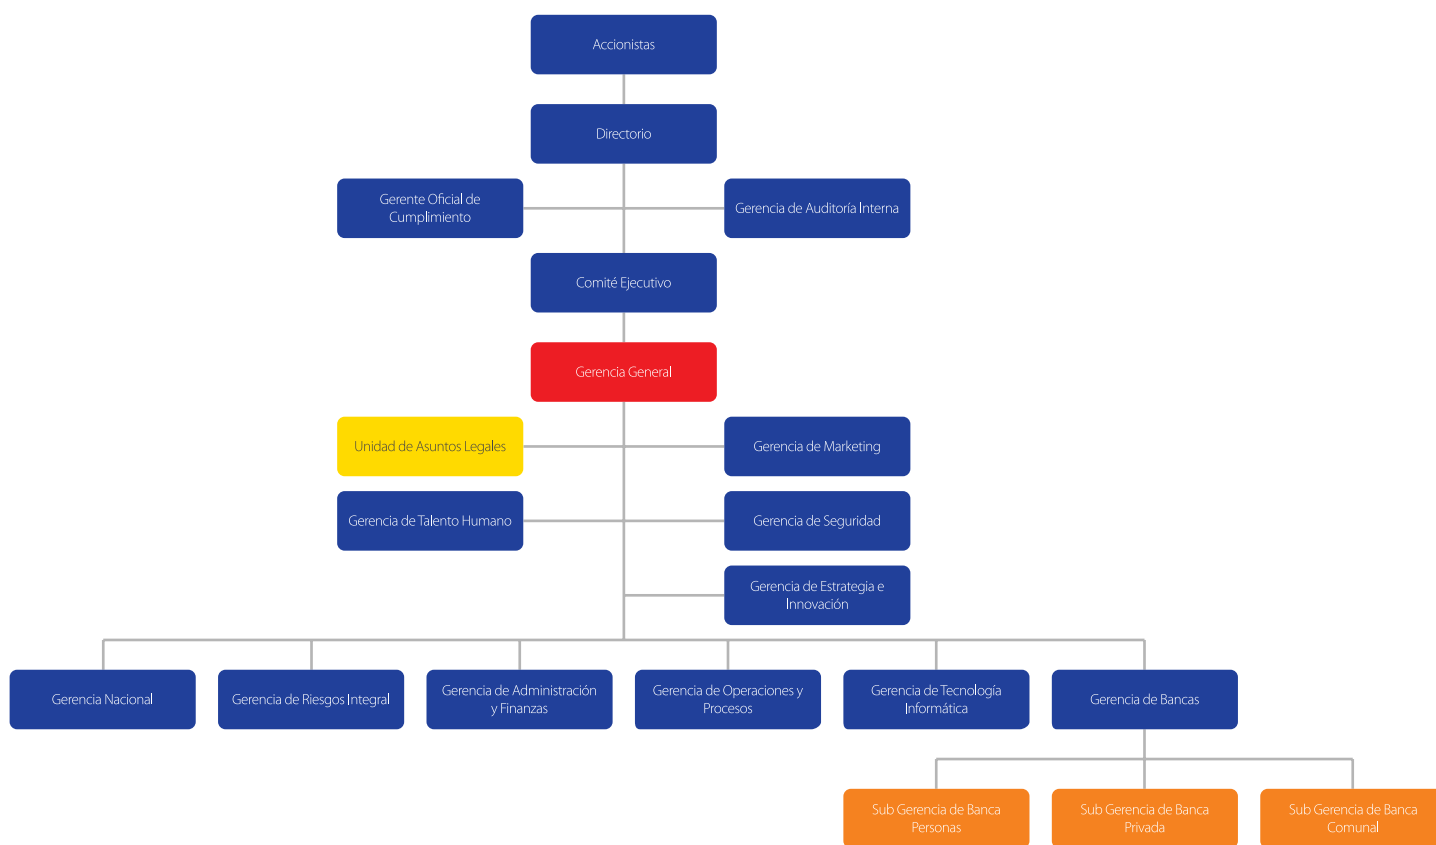 Accionistas
Directorio
Gerente Oficial de
Cumplimiento
Gerencia de Auditoría Interna
Comité Ejecutivo
Gerencia General
Unidad de Asuntos Legales
Gerencia de Marketing
Gerencia de Talento Humano
Gerencia de Seguridad
Gerencia de Estrategia e
Innovación
Gerencia Nacional
Gerencia de Riesgos Integral
Gerencia de Administración
y Finanzas
Gerencia de Operaciones y
Procesos
Gerencia de Tecnología
Informática
Gerencia de Bancas
Sub Gerencia de Banca
Personas
Sub Gerencia de Banca
Privada
Sub Gerencia de Banca
Comunal